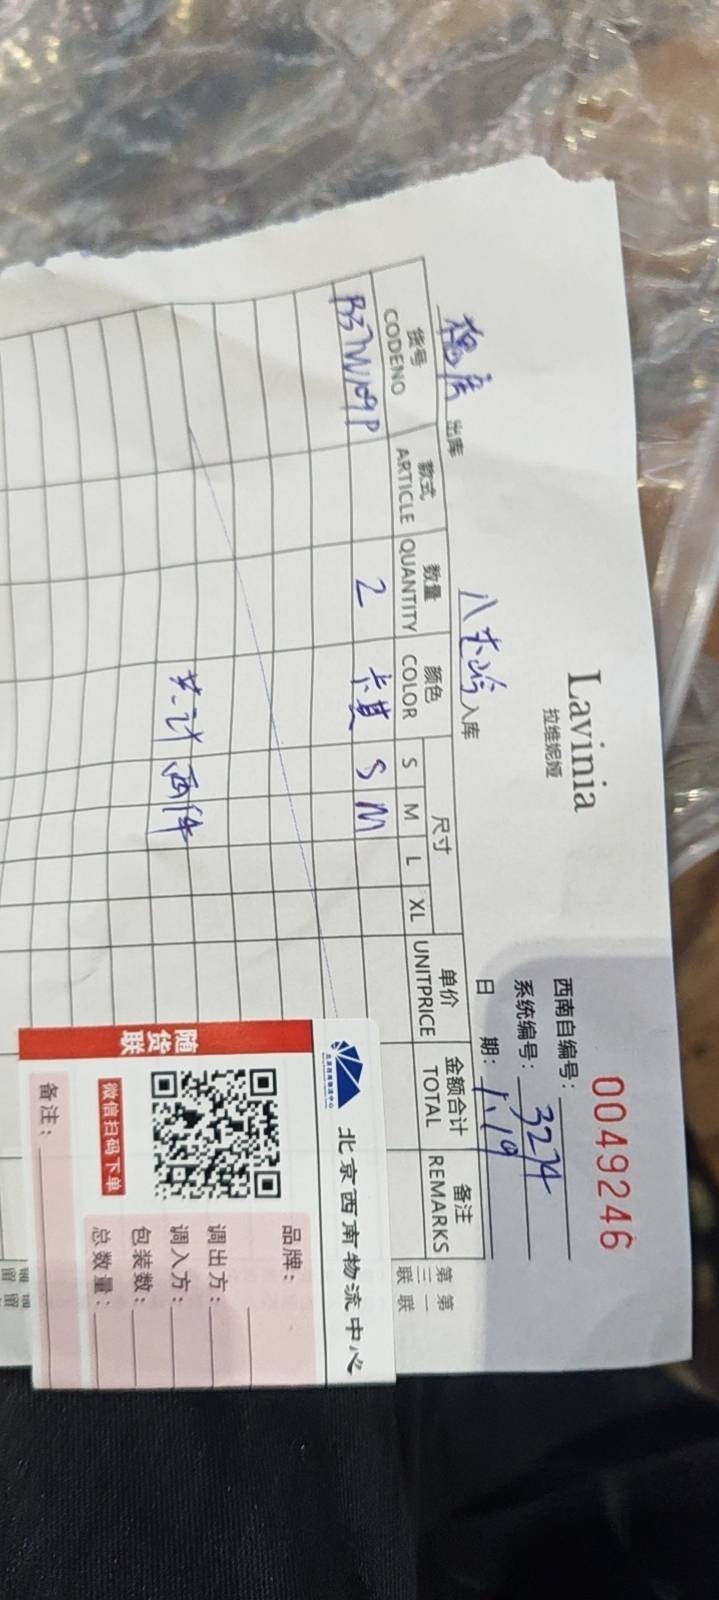 Lavinia
拉维妮娅
0049246
西南自编号:
系统编号: 3274
出库
入库
日 期: 1.19
货号 款式 数量 颜色 尺寸 单价 金额合计 备注
CODENO ARTICLE QUANTITY COLOR S M L XL UNITPRICE TOTAL REMARKS
2 卡其 S M
共计两件
第一联
第三联
北京西南物流中心
随货联
品牌:
调出方:
调入方:
包装数:
总数量:
微信扫码下单
备注: